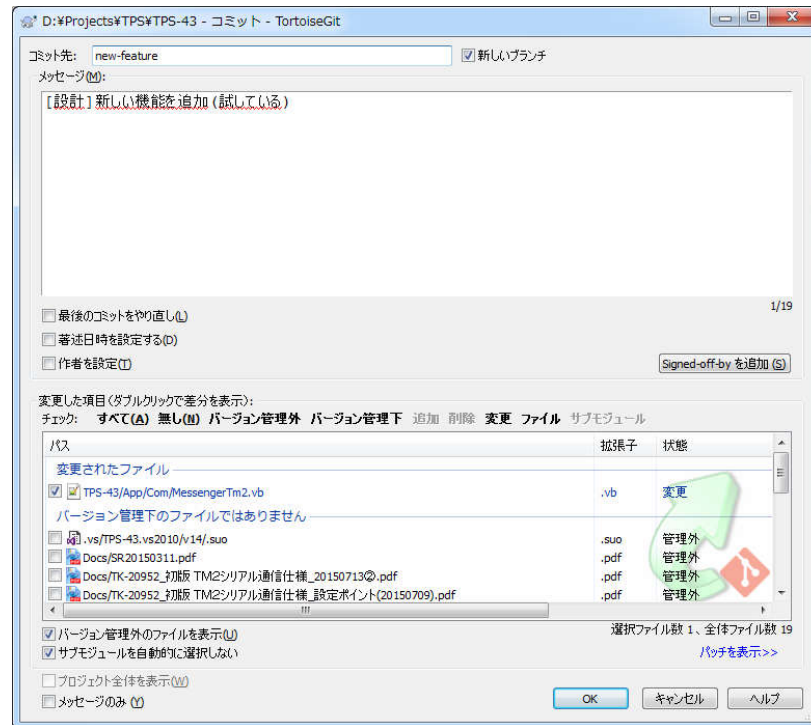 D:¥Projects¥TPS¥TPS-43 - コミット - TortoiseGit
コミット先: new-feature 新しいブランチ
メッセージ(M):
[設計]新しい機能を追加(試している)
1/19
最後のコミットをやり直し(L)
著述日時を設定する(D)
作者を設定(T) Signed-off-by を追加 (S)
変更した項目(ダブルクリックで差分を表示):
チェック: すべて(A) 無し(N) バージョン管理外 バージョン管理下 追加 削除 変更 ファイル サブモジュール
パス 拡張子 状態
変更されたファイル
TPS-43/App/Com/MessengerTm2.vb .vb 変更
バージョン管理下のファイルではありません
.vs/TPS-43.vs2010/v14/.suo .suo 管理外
Docs/SR20150311.pdf .pdf 管理外
Docs/TK-20952_初版 TM2シリアル通信仕様_20150713②.pdf .pdf 管理外
Docs/TK-20952_初版 TM2シリアル通信仕様_設定ポイント(20150709).pdf .pdf 管理外
バージョン管理外のファイルを表示(U) 選択ファイル数 1、全体ファイル数 19
サブモジュールを自動的に選択しない パッチを表示>>
プロジェクト全体を表示(W)
メッセージのみ (Y) OK キャンセル ヘルプ